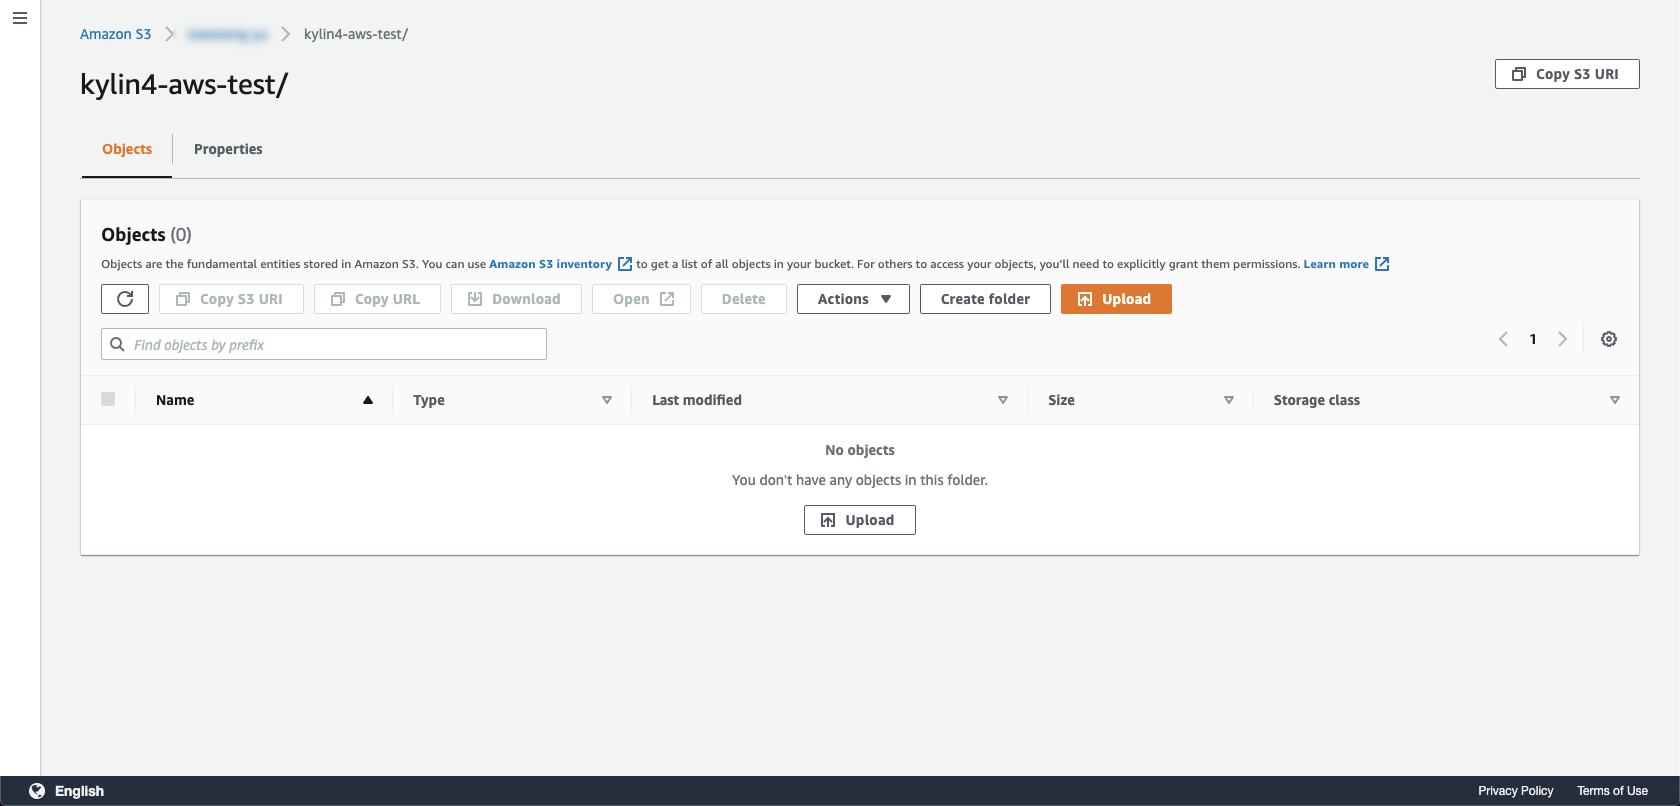 Amazon S3 kylin4-aws-test/
kylin4-aws-test/
Copy S3 URI
Objects Properties
Objects (0)
Objects are the fundamental entities stored in Amazon S3. You can use Amazon S3 inventory to get a list of all objects in your bucket. For others to access your objects, you'll need to explicitly grant them permissions. Learn more
Copy S3 URI Copy URL Download Open Delete Actions Create folder Upload
Find objects by prefix
1
Name Type Last modified Size Storage class
No objects
You don't have any objects in this folder.
Upload
English Privacy Policy Terms of Use